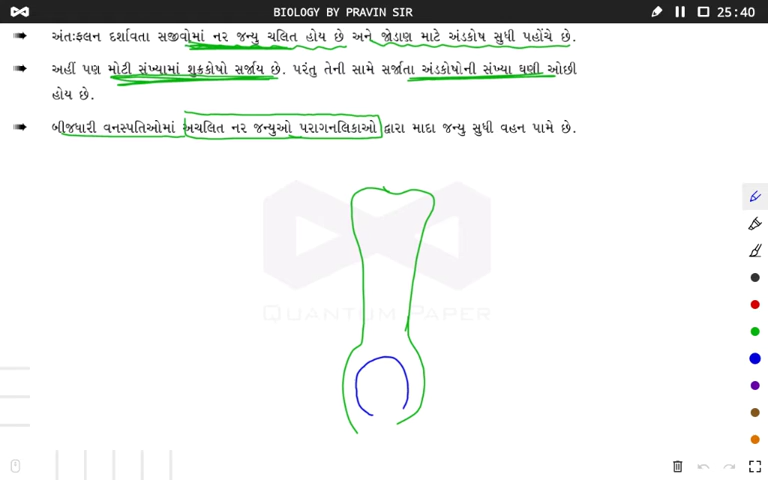 BIOLOGY BY PRAVIN SIR
25:40
અંતઃફલન દર્શાવતા સજીવોમાં નર જન્યુ ચલિત હોય છે અને જોડાણ માટે અંડકોષ સુધી પહોંચે છે.
અહીં પણ મોટી સંખ્યામાં શુક્રકોષો સર્જાય છે. પરંતુ તેની સામે સર્જાતા અંડકોષોની સંખ્યા ઘણી ઓછી
હોય છે.
બીજધારી વનસ્પતિઓમાં અચલિત નર જન્યુઓ પરાગનલિકાઓ દ્વારા માદા જન્યુ સુધી વહન પામે છે.
QUANTUM PAPER